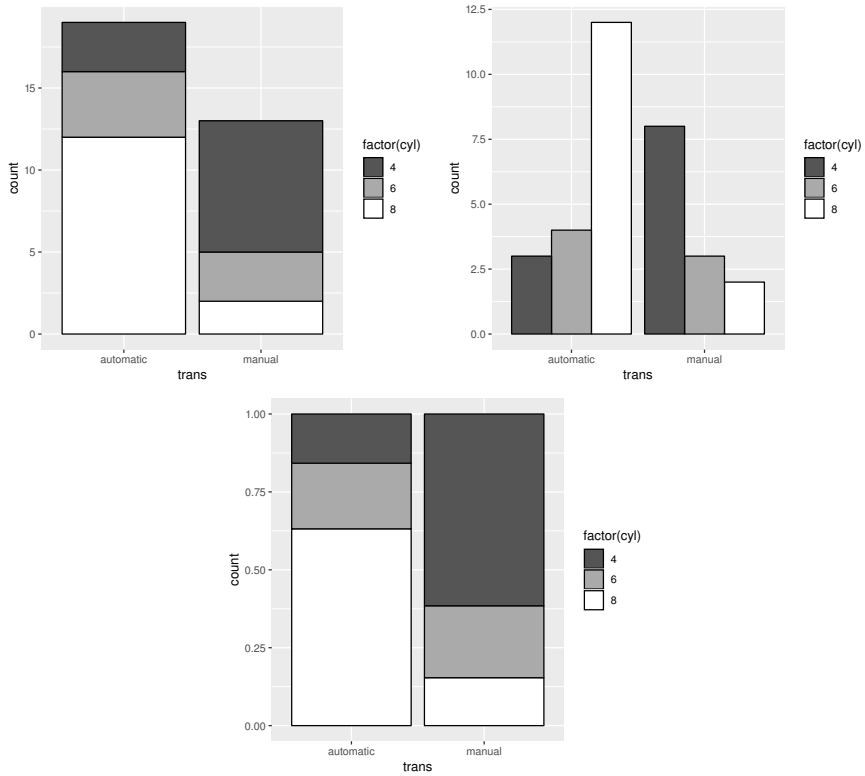 15
10
5
0
count
automatic
manual
trans
factor(cyl)
4
6
8
12.5
10.0
7.5
5.0
2.5
0.0
count
automatic
manual
trans
factor(cyl)
4
6
8
1.00
0.75
0.50
0.25
0.00
count
automatic
manual
trans
factor(cyl)
4
6
8